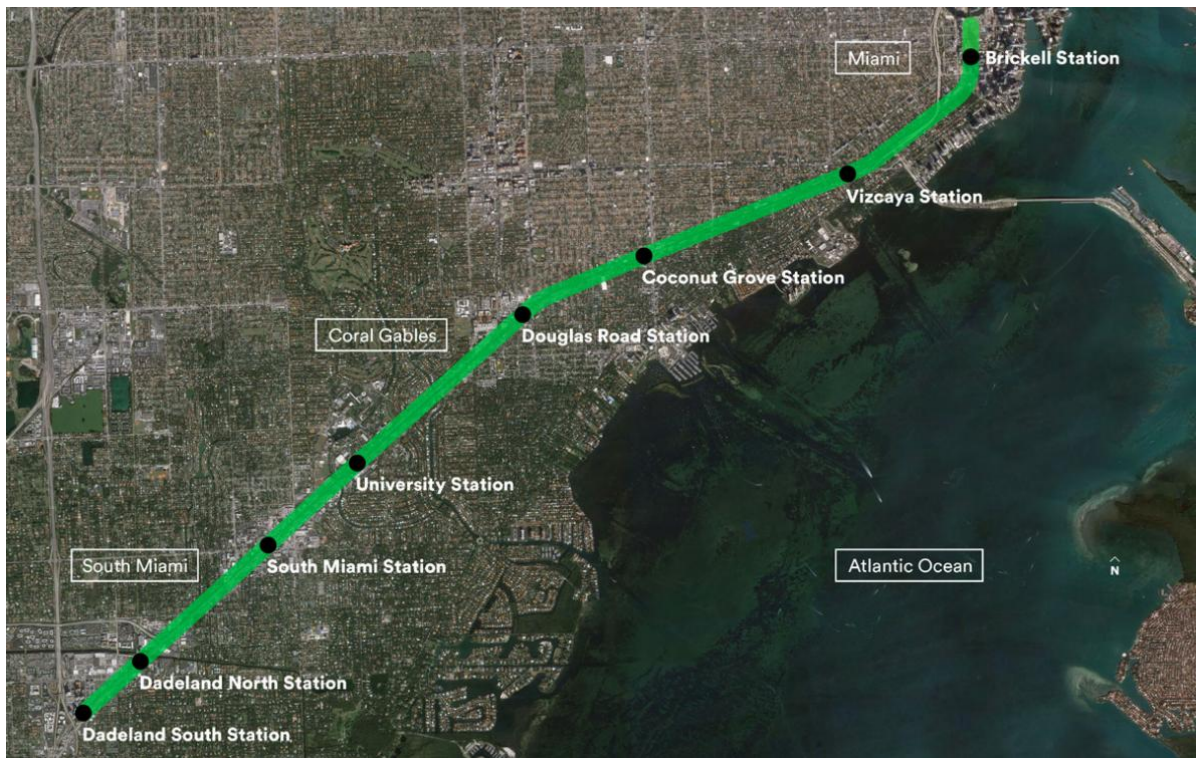 Miami
Brickell Station
Vizcaya Station
Coconut Grove Station
Coral Gables
Douglas Road Station
University Station
South Miami
South Miami Station
Atlantic Ocean
N
Dadeland North Station
Dadeland South Station